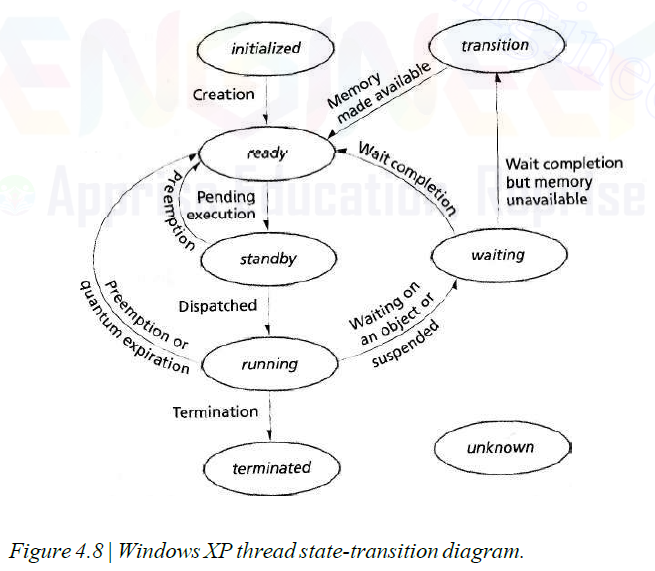 initialized
transition
Creation
Memory
made available
ready
Wait completion
Preemption
Pending
execution
Wait completion
but memory
unavailable
standby
waiting
Dispatched
Preemption or
quantum expiration
Waiting on
an object or
suspended
running
Termination
unknown
terminated
Figure 4.8 | Windows XP thread state-transition diagram.